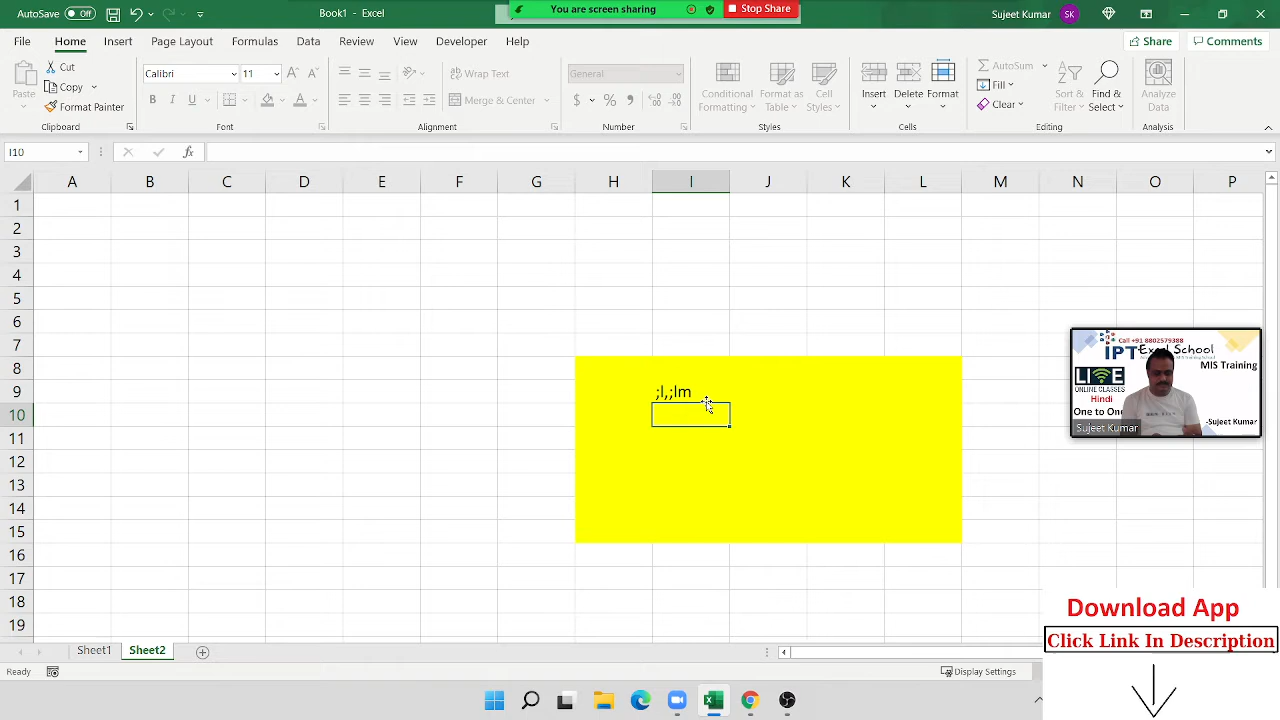 AutoSave Off
Book1 - Excel
You are screen sharing
Stop Share
Sujeet Kumar
SK
File Home Insert Page Layout Formulas Data Review View Developer Help
Share
Comments
Paste
Cut
Copy
Format Painter
Clipboard
Calibri
11
B I U
Font
Wrap Text
Merge & Center
Alignment
General
$ % ,
Number
Conditional Formatting
Format as Table
Cell Styles
Styles
Insert Delete Format
Cells
AutoSum
Fill
Clear
Sort & Filter
Find & Select
Editing
Analyze Data
Analysis
I10
fx
A B C D E F G H I J K L M N O P
1
2
3
4
5
6
7
8
9
;l,;lm
10
11
12
13
14
15
16
17
18
19
Call +91 8802579388
IPT Excel School
MIS Training
LIVE
ONLINE CLASSES
Hindi
One to One
-Sujeet Kumar
Sujeet Kumar
Download App
Click Link In Description
Sheet1
Sheet2
Ready
Display Settings